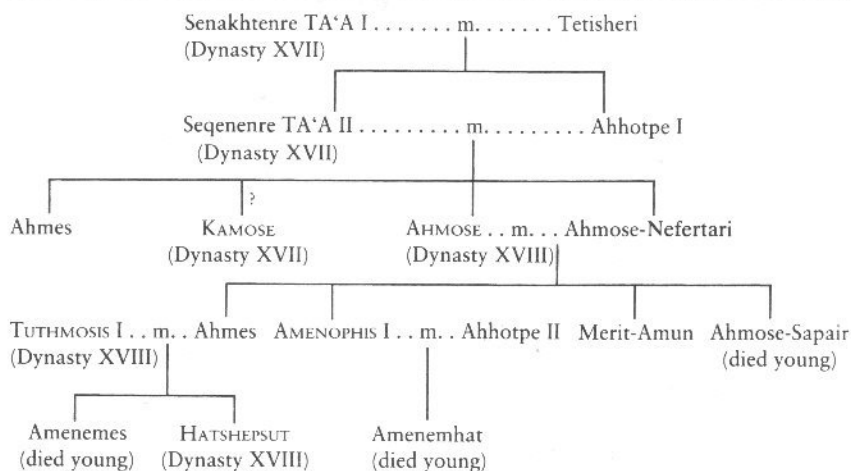 Senakhtenre TA‘A I . . . . . . . m. . . . . . . Tetisheri
(Dynasty XVII)
Seqenenre TA‘A II . . . . . . . . . m. . . . . . . . . Ahhotpe I
(Dynasty XVII)
?
Ahmes KAMOSE AHMOSE . . m. . . Ahmose-Nefertari
(Dynasty XVII) (Dynasty XVIII)
TUTHMOSIS I . . m. . Ahmes AMENOPHIS I . . m. . Ahhotpe II Merit-Amun Ahmose-Sapair
(Dynasty XVIII) (died young)
Amenemes HATSHEPSUT Amenemhat
(died young) (Dynasty XVIII) (died young)